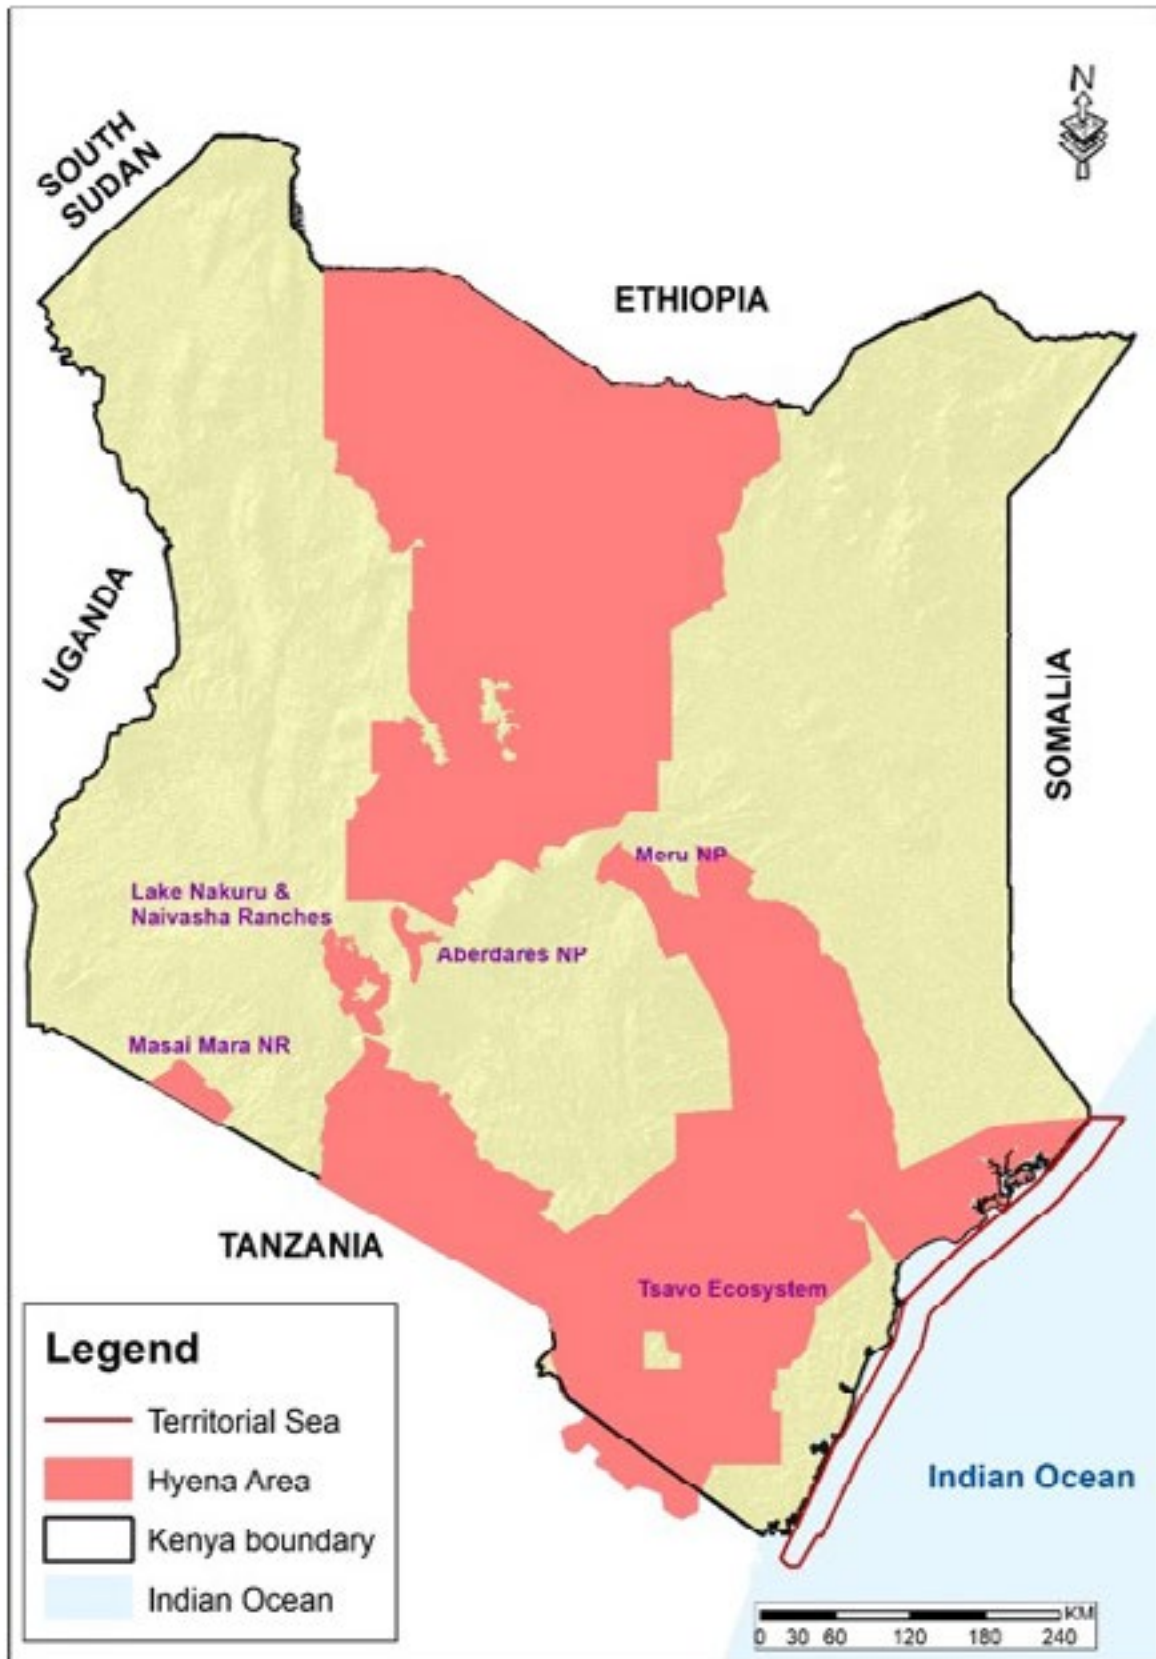 N
SOUTH
SUDAN
ETHIOPIA
UGANDA
SOMALIA
Meru NP
Lake Nakuru &
Naivasha Ranches
Aberdares NP
Masai Mara NR
TANZANIA
Tsavo Ecosystem
Legend
Territorial Sea
Hyena Area
Kenya boundary
Indian Ocean
Indian Ocean
KM
0 30 60 120 180 240